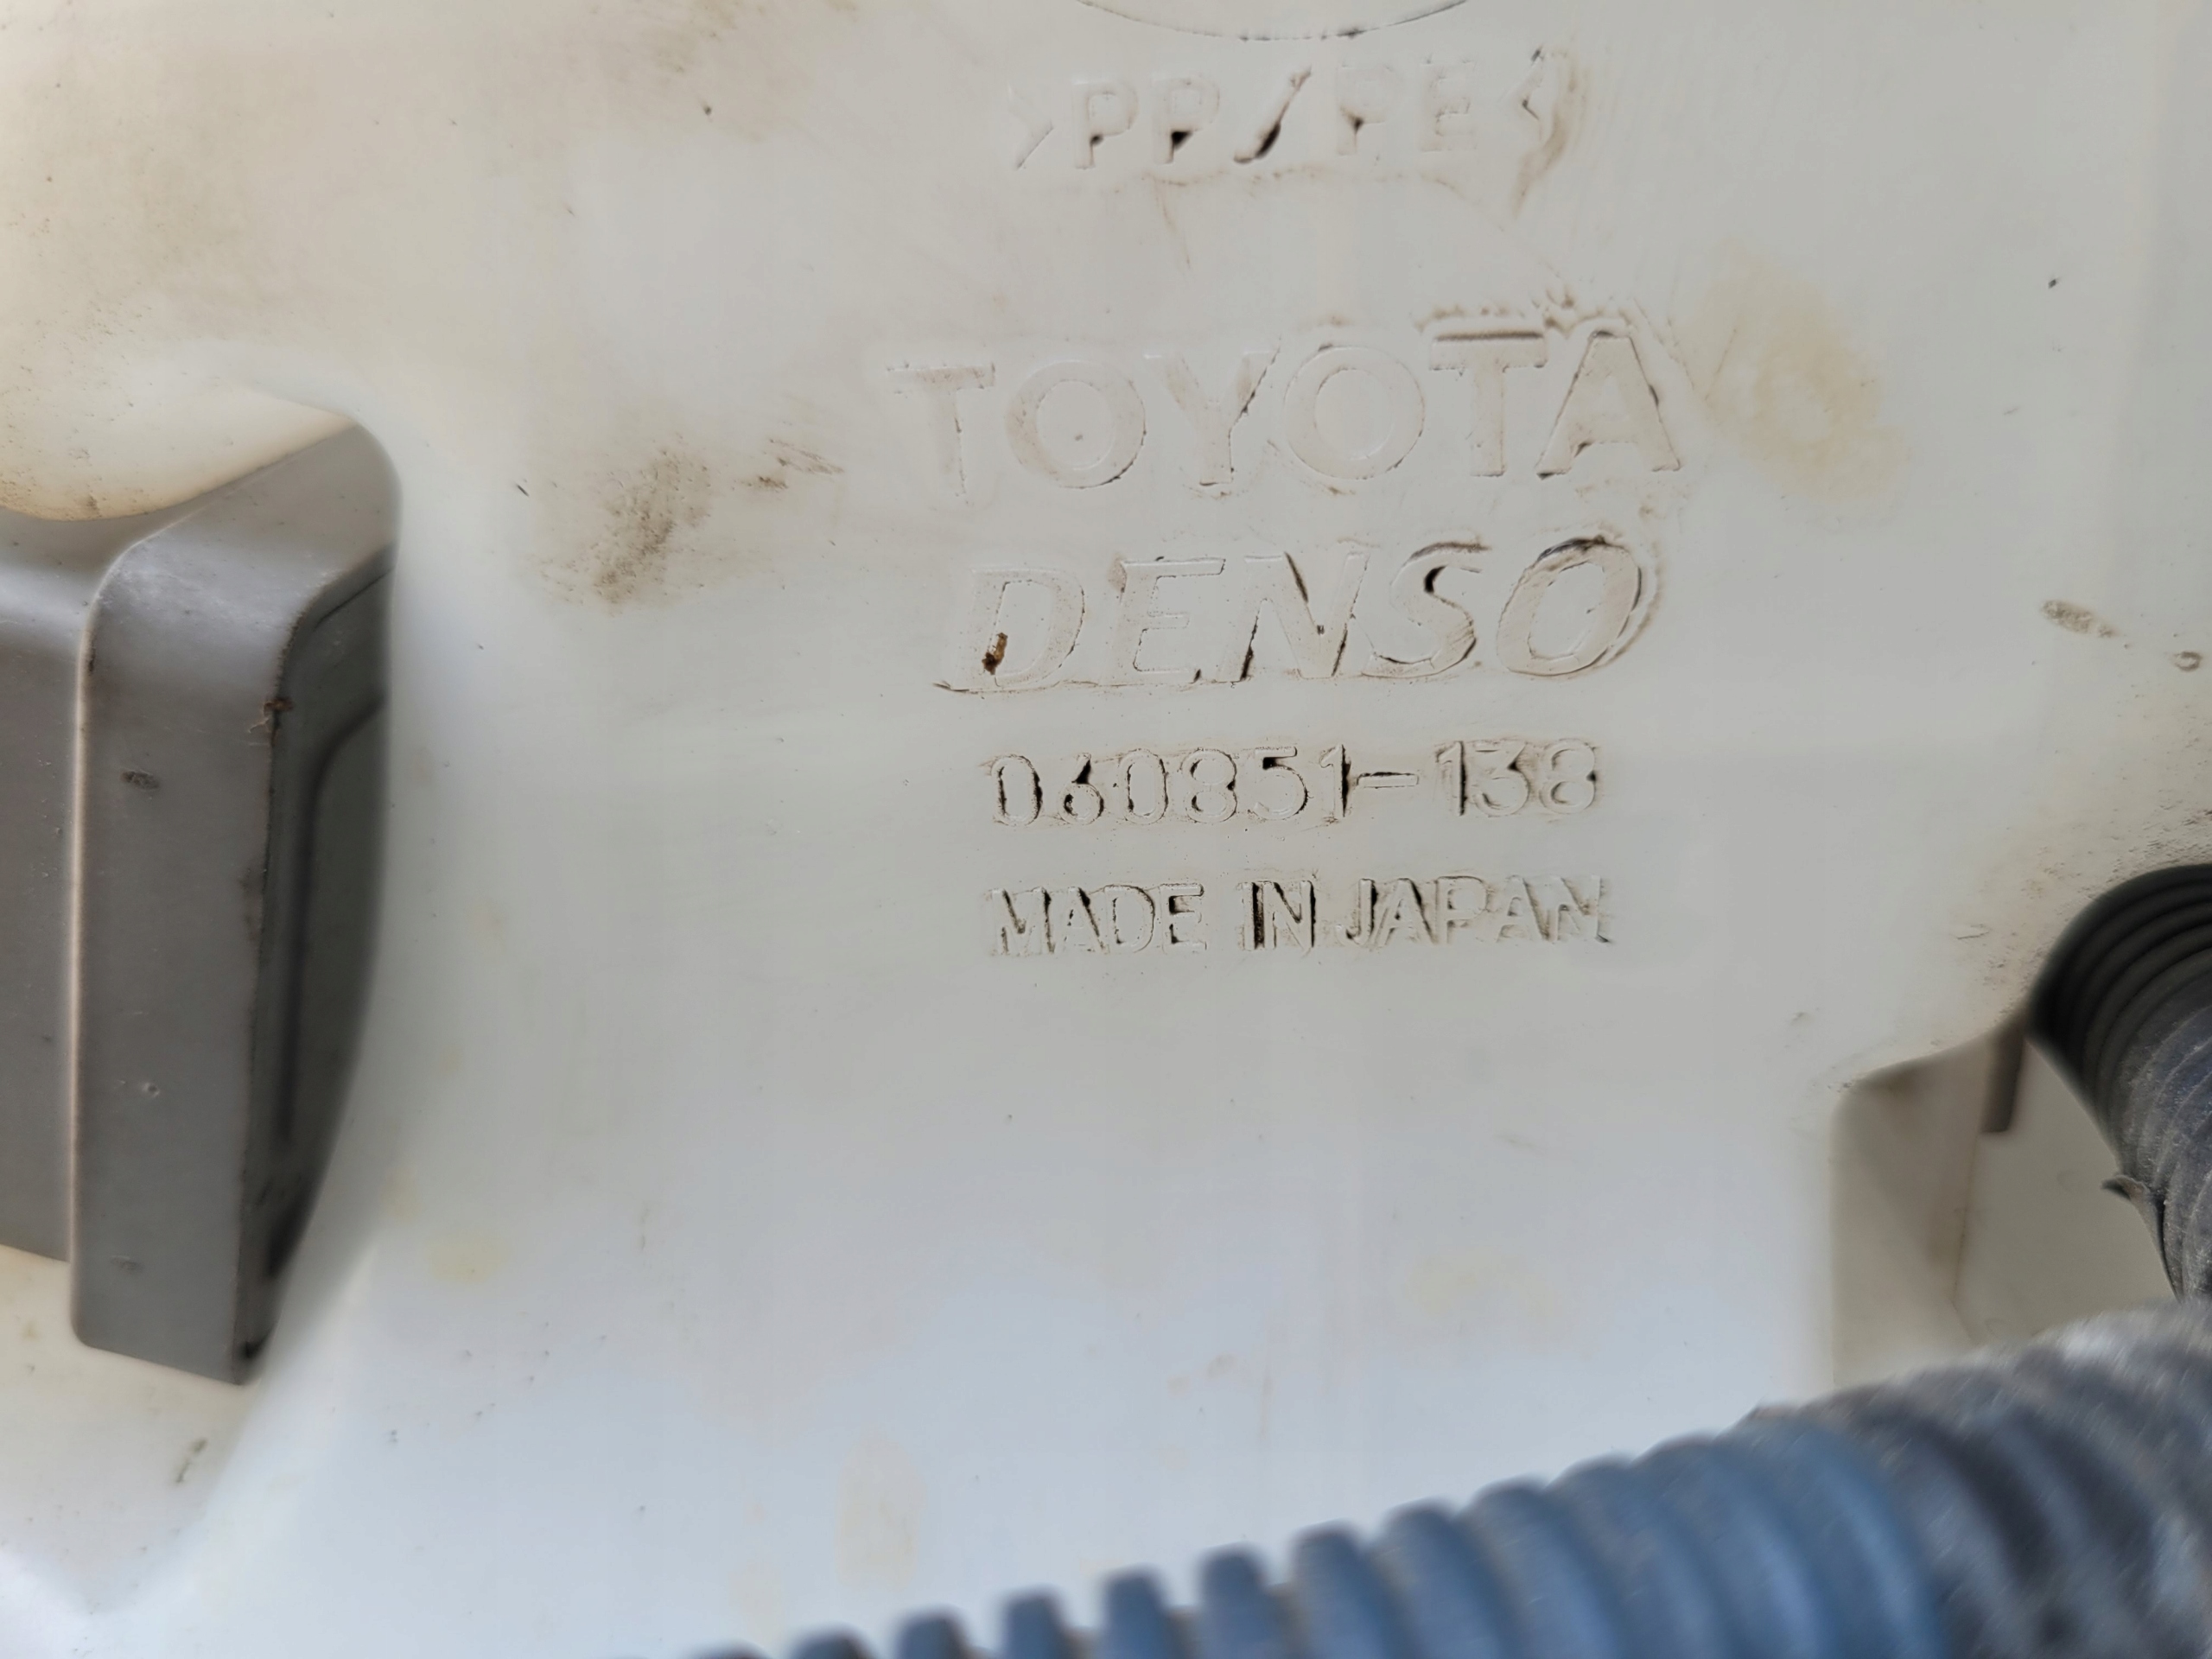 >PP/PE<
TOYOTA
DENSO
060851-138
MADE IN JAPAN